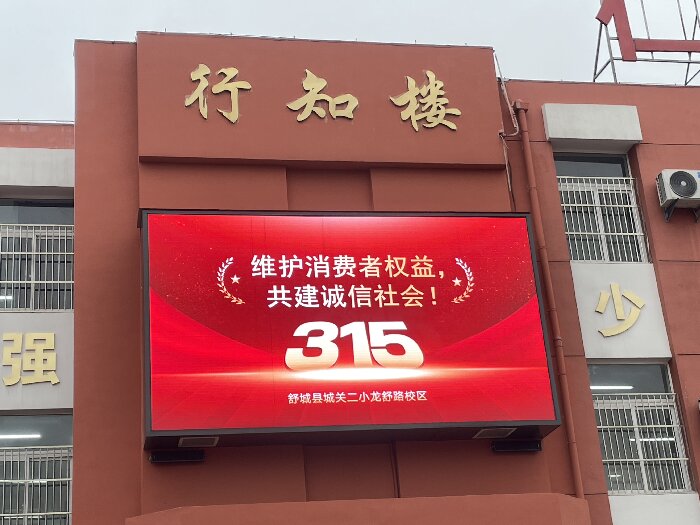 行知楼
维护消费者权益，
共建诚信社会！
315
舒城县城关二小龙舒路校区
强
少